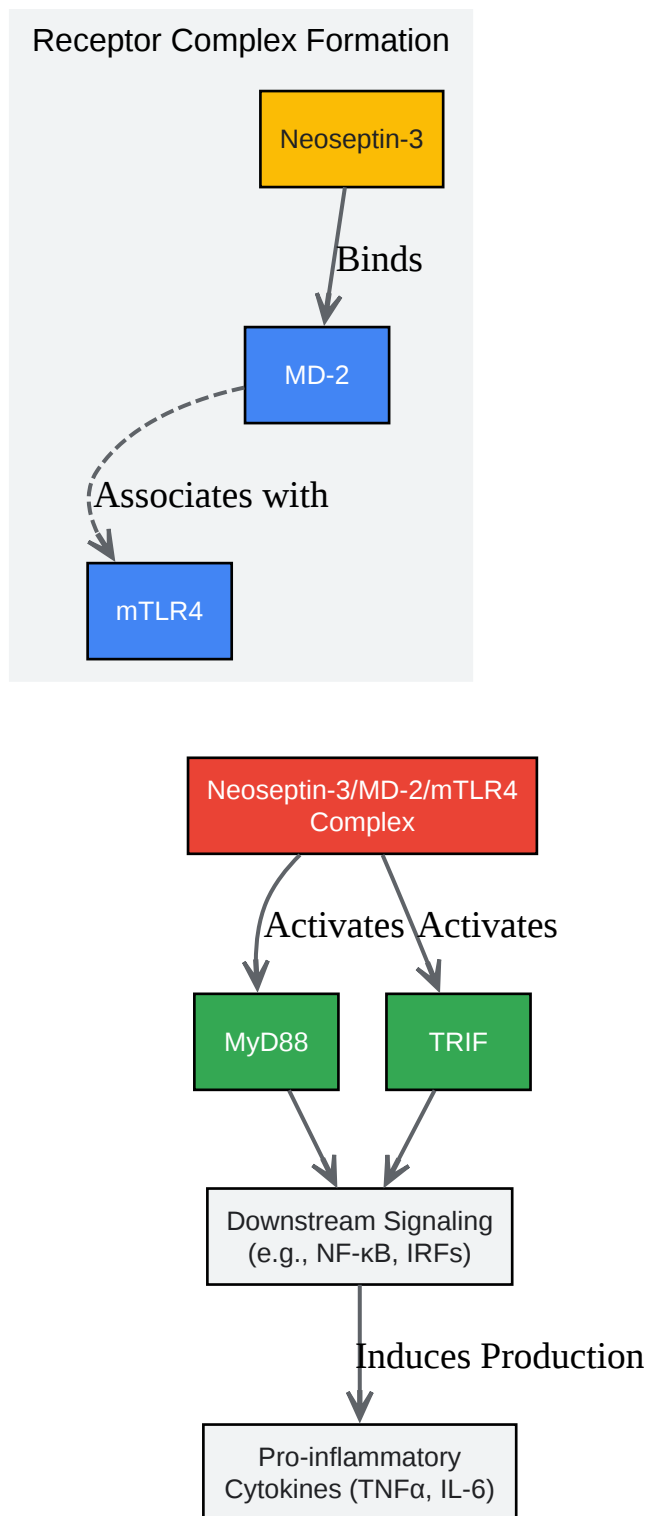 Receptor Complex Formation
Neoseptin-3
Binds
MD-2
Associates with
mTLR4
Neoseptin-3/MD-2/mTLR4
Complex
Activates
Activates
MyD88
TRIF
Downstream Signaling
(e.g., NF-κB, IRFs)
Induces Production
Pro-inflammatory
Cytokines (TNFα, IL-6)